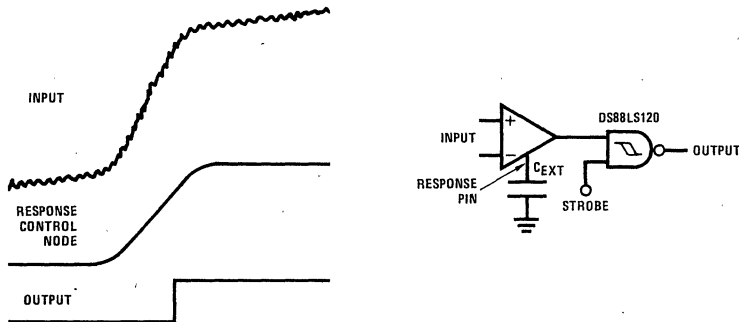 INPUT
RESPONSE
CONTROL
NODE
OUTPUT
DS88LS120
+
INPUT
−
OUTPUT
CEXT
RESPONSE
PIN
STROBE